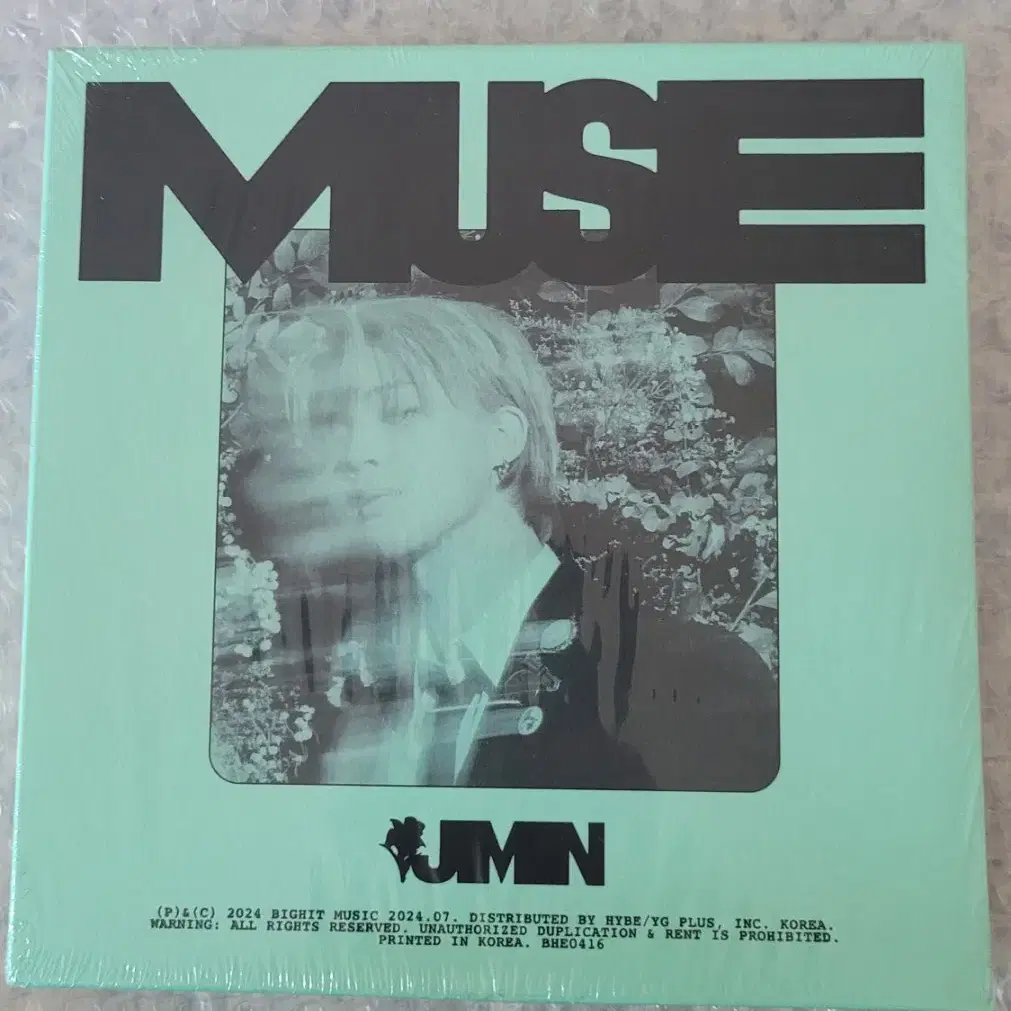 MUSE
JIMIN
(P)&(C) 2024 BIGHIT MUSIC 2024.07. DISTRIBUTED BY HYBE/YG PLUS, INC. KOREA.
WARNING: ALL RIGHTS RESERVED. UNAUTHORIZED DUPLICATION & RENT IS PROHIBITED.
PRINTED IN KOREA. BHE0416